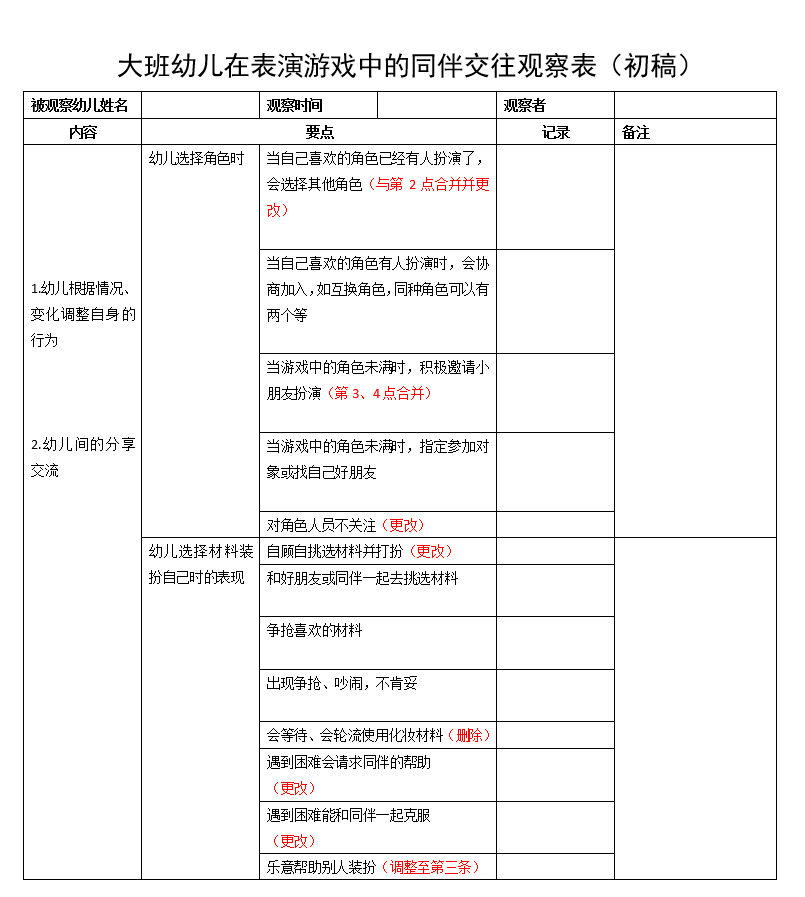 大班幼儿在表演游戏中的同伴交往观察表（初稿）
被观察幼儿姓名 观察时间 观察者
内容 要点 记录 备注
1.幼儿根据情况、
变化调整自身的
行为
2.幼儿间的分享
交流
幼儿选择角色时
当自己喜欢的角色已经有人扮演了，
会选择其他角色（与第 2 点合并并更
改）
当自己喜欢的角色有人扮演时，会协
商加入，如互换角色，同种角色可以有
两个等
当游戏中的角色未满时，积极邀请小
朋友扮演（第 3、4 点合并）
当游戏中的角色未满时，指定参加对
象或找自己好朋友
对角色人员不关注（更改）
幼儿选择材料装
扮自己时的表现
自顾自挑选材料并打扮（更改）
和好朋友或同伴一起去挑选材料
争抢喜欢的材料
出现争抢、吵闹，不肯妥
会等待、会轮流使用化妆材料（删除）
遇到困难会请求同伴的帮助
（更改）
遇到困难能和同伴一起克服
（更改）
乐意帮助别人装扮（调整至第三条）